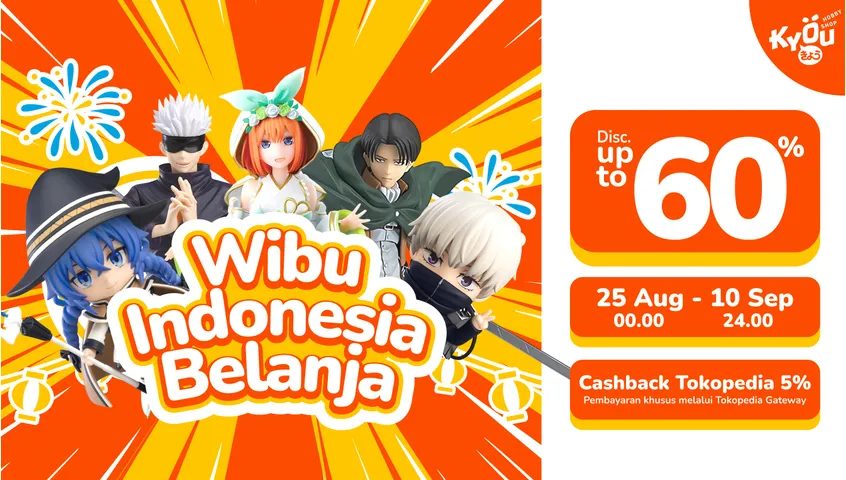 Wibu
Indonesia
Belanja
KYOU
HOBBY
SHOP
きょう
Disc.
up
to
60%
25 Aug - 10 Sep
00.00 24.00
Cashback Tokopedia 5%
Pembayaran khusus melalui Tokopedia Gateway